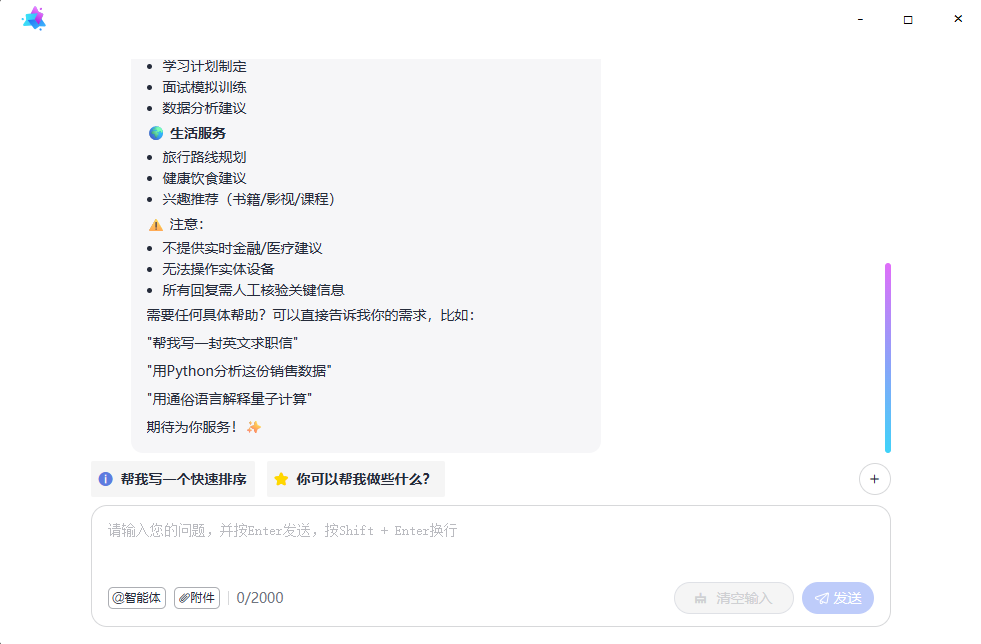 学习计划制定
面试模拟训练
数据分析建议
生活服务
旅行路线规划
健康饮食建议
兴趣推荐（书籍/影视/课程）
注意：
不提供实时金融/医疗建议
无法操作实体设备
所有回复需人工核验关键信息
需要任何具体帮助？可以直接告诉我你的需求，比如：
"帮我写一封英文求职信"
"用Python分析这份销售数据"
"用通俗语言解释量子计算"
期待为你服务！
帮我写一个快速排序
你可以帮我做些什么？
请输入您的问题，并按Enter发送，按Shift + Enter换行
@智能体 附件 0/2000 清空输入 发送